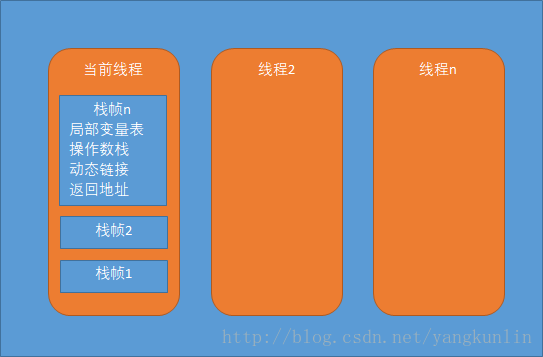 当前线程
线程2
线程n
栈帧n
局部变量表
操作数栈
动态链接
返回地址
栈帧2
栈帧1
http://blog.csdn.net/yangkunlin